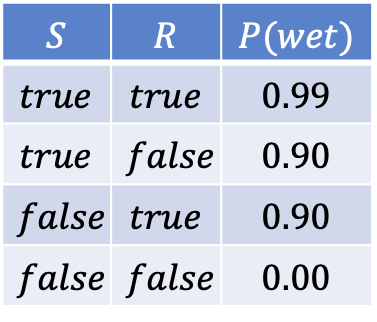 S R P(wet)
true true 0.99
true false 0.90
false true 0.90
false false 0.00